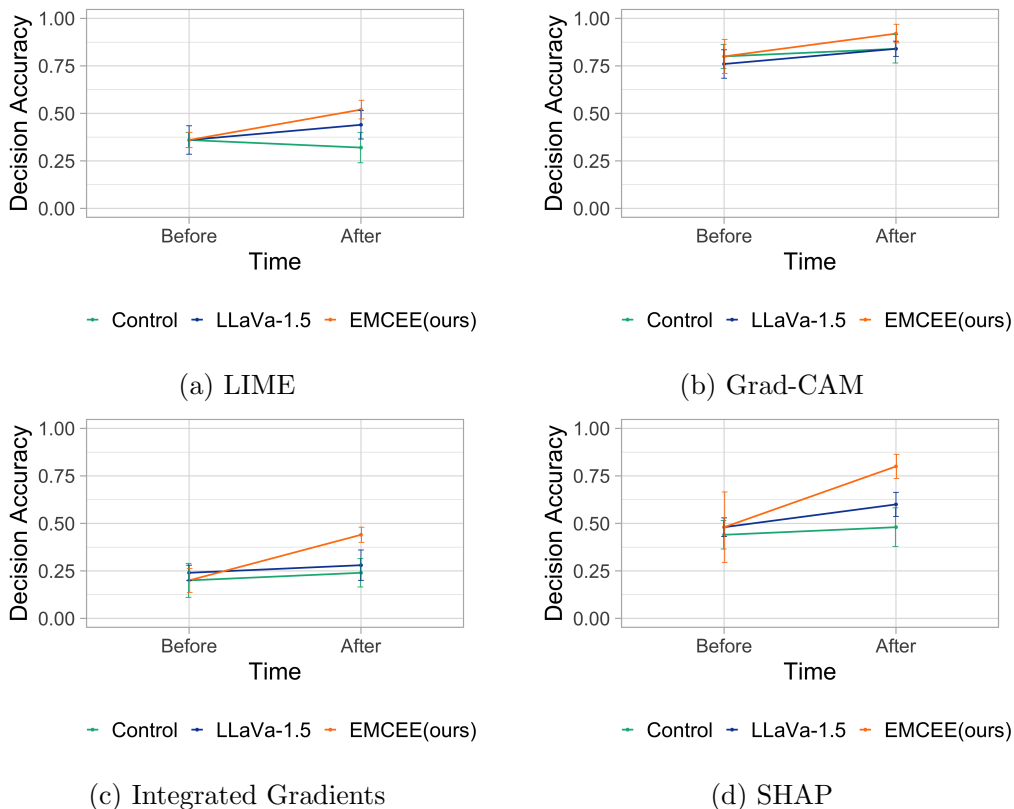 Decision Accuracy
1.00
0.75
0.50
0.25
0.00
Before
After
Time
Control
LLaVa-1.5
EMCEE(ours)
(a) LIME
Decision Accuracy
1.00
0.75
0.50
0.25
0.00
Before
After
Time
Control
LLaVa-1.5
EMCEE(ours)
(b) Grad-CAM
Decision Accuracy
1.00
0.75
0.50
0.25
0.00
Before
After
Time
Control
LLaVa-1.5
EMCEE(ours)
(c) Integrated Gradients
Decision Accuracy
1.00
0.75
0.50
0.25
0.00
Before
After
Time
Control
LLaVa-1.5
EMCEE(ours)
(d) SHAP